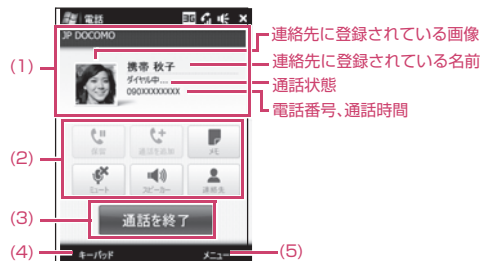 電話 3G
JP DOCOMO
連絡先に登録されている画像
(1)
携帯 秋子
連絡先に登録されている名前
ダイヤル中...
通話状態
090XXXXXXXX
電話番号、通話時間
(2)
保留
通話を追加
メモ
ミュート
スピーカー
連絡先
(3)
通話を終了
(4)
キーパッド
メニュー
(5)